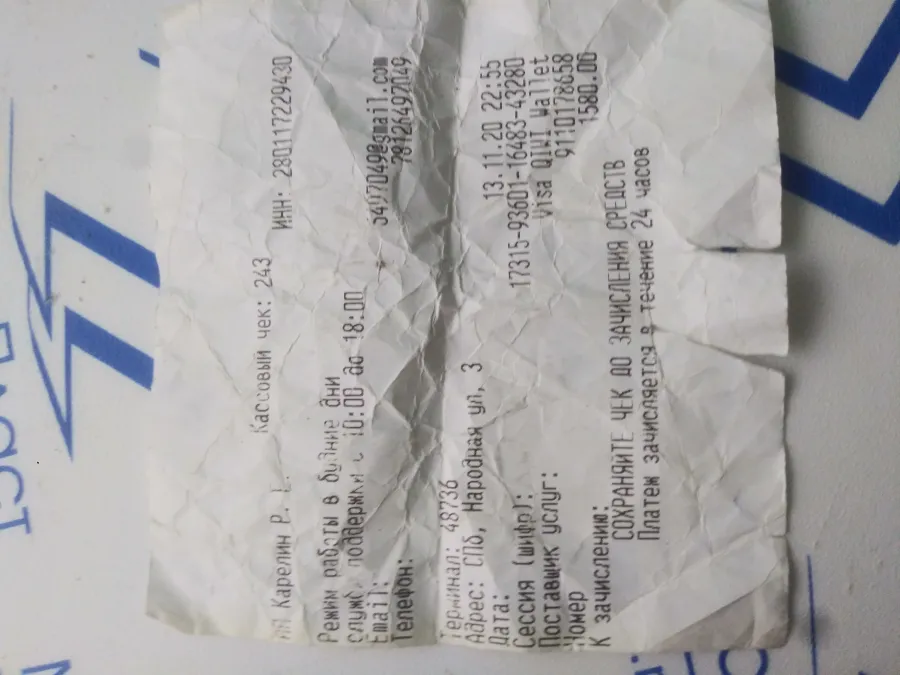 Кассовый чек: 243
Карелин Р. ИНН: 280117229430
Режим работы в будние дни
поддержки с 10:00 до 18:00
Email: 5497049@gmail.com
Телефон: 78126497049
Терминал: 48736
Адрес: СПб, Народная ул, 3
Дата: 13.11.20 22:55
Сессия (шифр): 17315-93601-16483-43280
Поставщик услуг: Visa QIWI Wallet
Номер 9110178658
К зачислению: 1580.00
СОХРАНЯЙТЕ ЧЕК ДО ЗАЧИСЛЕНИЯ СРЕДСТВ
Платеж зачисляется в течение 24 часов